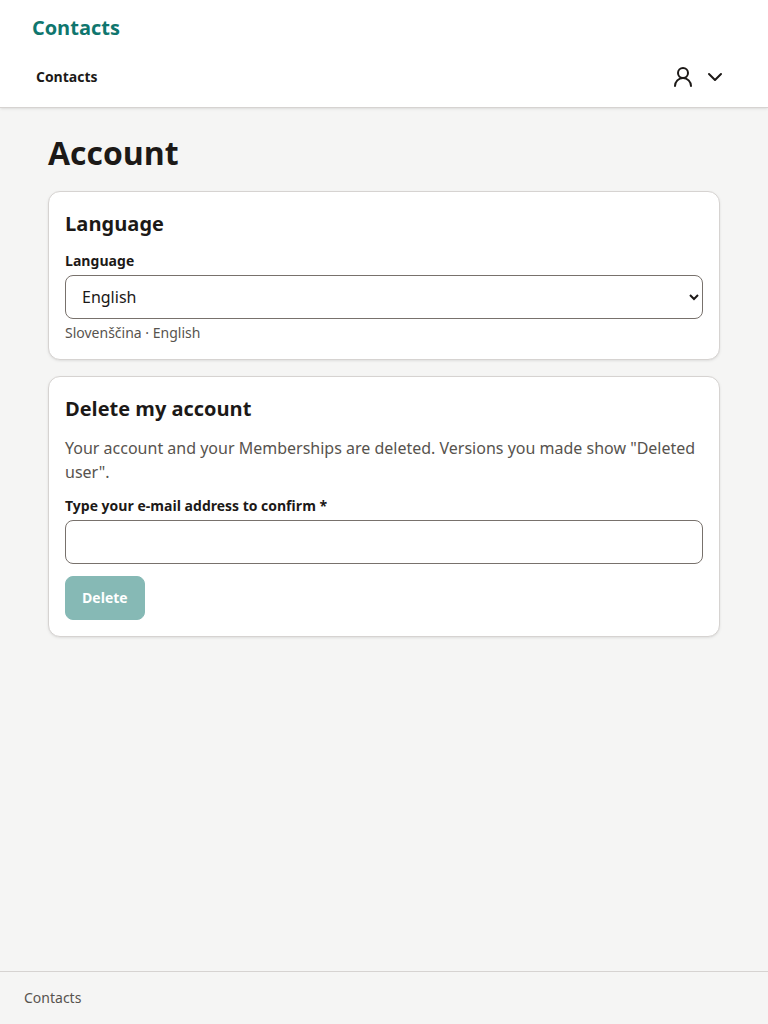 Contacts
Contacts
Account
Language
Language
English
Slovenščina · English
Delete my account
Your account and your Memberships are deleted. Versions you made show "Deleted
user".
Type your e-mail address to confirm *
Delete
Contacts